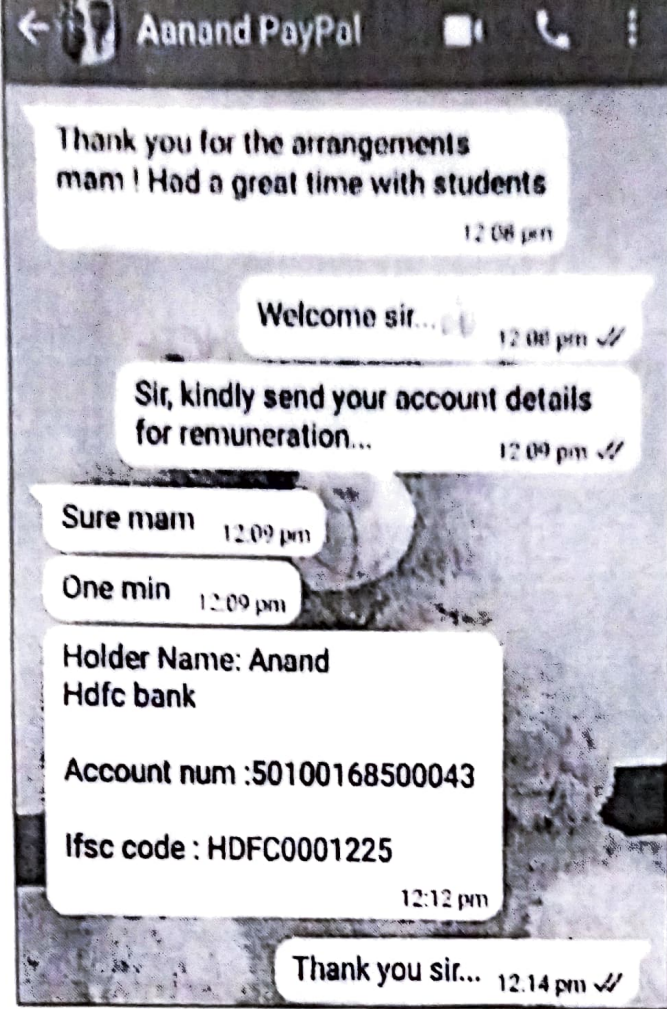 Aanand PayPal
Thank you for the arrangements
mam ! Had a great time with students
12:08 pm
Welcome sir...
12:08 pm
Sir, kindly send your account details
for remuneration...
12:09 pm
Sure mam 12:09 pm
One min 12:09 pm
Holder Name: Anand
Hdfc bank
Account num :50100168500043
Ifsc code : HDFC0001225
12:12 pm
Thank you sir... 12.14 pm